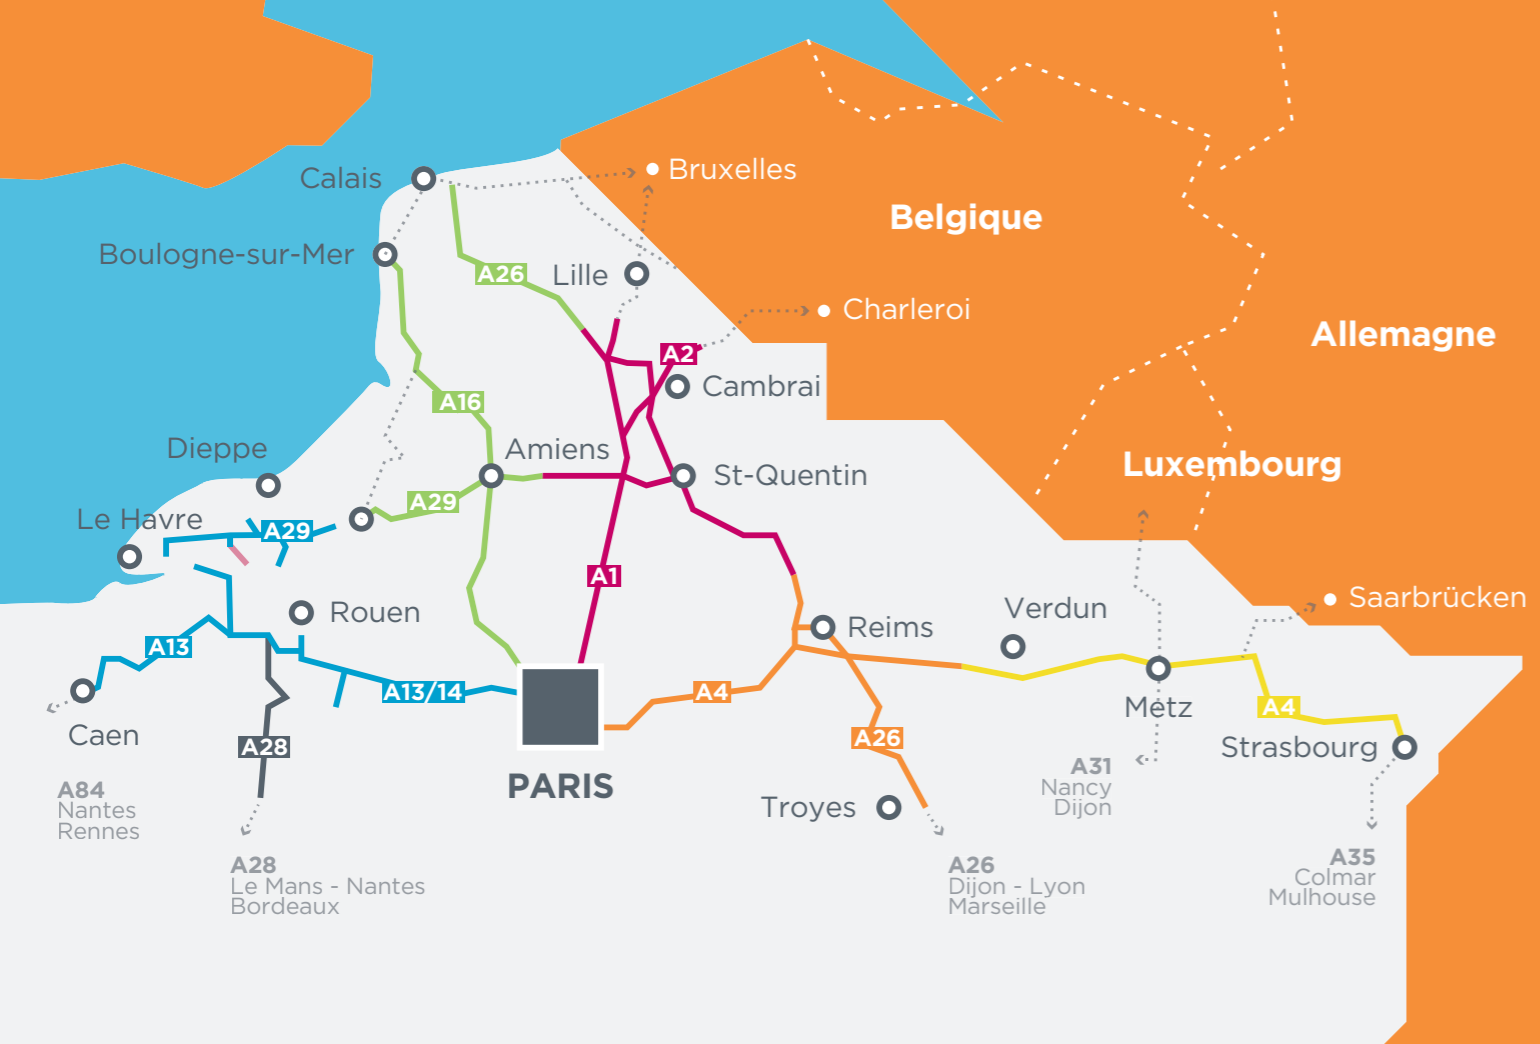 Calais
Bruxelles
Belgique
Boulogne-sur-Mer
A26
Lille
Charleroi
Allemagne
A2
Cambrai
A16
Dieppe
Amiens
Luxembourg
St-Quentin
A29
Le Havre
A29
A1
Saarbrücken
Rouen
Verdun
Reims
A13
A13/14
A4
Metz
A4
Caen
A28
A26
Strasbourg
PARIS
Troyes
A84
Nantes
Rennes
A31
Nancy
Dijon
A28
Le Mans - Nantes
Bordeaux
A26
Dijon - Lyon
Marseille
A35
Colmar
Mulhouse